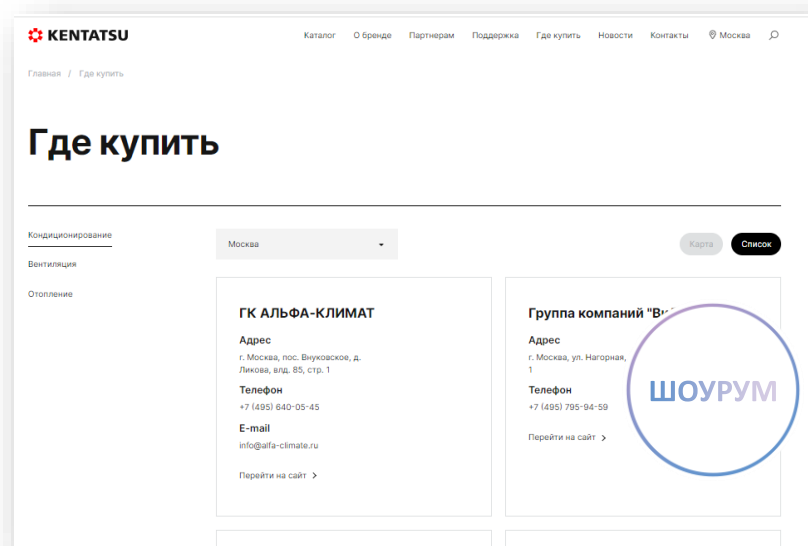 KENTATSU
Каталог О бренде Партнерам Поддержка Где купить Новости Контакты Москва
Главная / Где купить
Где купить
Кондиционирование
Вентиляция
Отопление
Москва
Карта Список
ГК АЛЬФА-КЛИМАТ
Адрес
г. Москва, пос. Внуковское, д.
Ликова, влд. 85, стр. 1
Телефон
+7 (495) 640-05-45
E-mail
info@alfa-climate.ru
Перейти на сайт
Группа компаний
Адрес
г. Москва, ул. Нагорная,
1
Телефон
+7 (495) 795-94-59
Перейти на сайт
ШОУРУМ